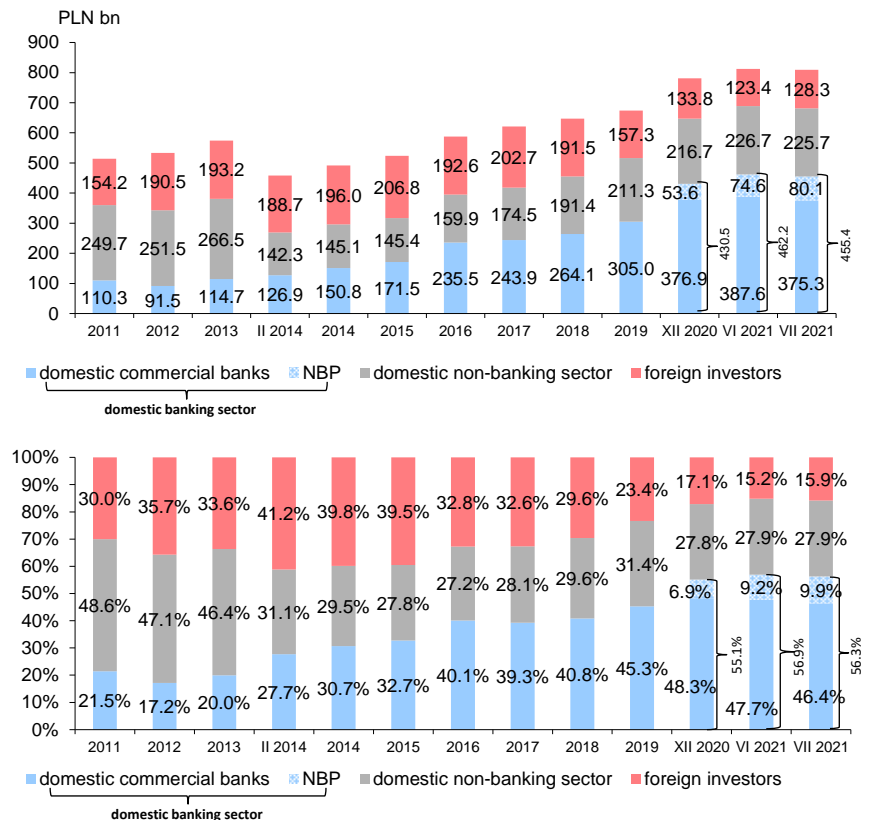 PLN bn
900
800
700
600
500
400
300
200
100
0
154.2 190.5 193.2 188.7 196.0 206.8 192.6 202.7 191.5 157.3 133.8 123.4 128.3
249.7 251.5 266.5 142.3 145.1 145.4 159.9 174.5 191.4 211.3 216.7 226.7 225.7
53.6 74.6 80.1
110.3 91.5 114.7 126.9 150.8 171.5 235.5 243.9 264.1 305.0 376.9 387.6 375.3
430.5 462.2 455.4
2011 2012 2013 II 2014 2014 2015 2016 2017 2018 2019 XII 2020 VI 2021 VII 2021
domestic commercial banks NBP domestic non-banking sector foreign investors
domestic banking sector
100%
90%
80%
70%
60%
50%
40%
30%
20%
10%
0%
30.0% 35.7% 33.6% 41.2% 39.8% 39.5% 32.8% 32.6% 29.6% 23.4% 17.1% 15.2% 15.9%
48.6% 47.1% 46.4% 31.1% 29.5% 27.8% 27.2% 28.1% 29.6% 31.4% 27.8% 27.9% 27.9%
6.9% 9.2% 9.9%
21.5% 17.2% 20.0% 27.7% 30.7% 32.7% 40.1% 39.3% 40.8% 45.3% 48.3% 47.7% 46.4%
55.1% 56.9% 56.3%
2011 2012 2013 II 2014 2014 2015 2016 2017 2018 2019 XII 2020 VI 2021 VII 2021
domestic commercial banks NBP domestic non-banking sector foreign investors
domestic banking sector